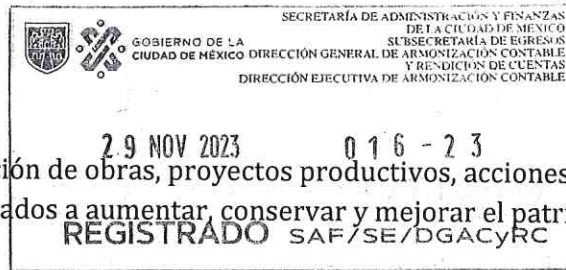 SECRETARÍA DE ADMINISTRACIÓN Y FINANZAS
DE LA CIUDAD DE MÉXICO
GOBIERNO DE LA
CIUDAD DE MÉXICO
SUBSECRETARÍA DE EGRESOS
DIRECCIÓN GENERAL DE ARMONIZACIÓN CONTABLE
Y RENDICIÓN DE CUENTAS
DIRECCIÓN EJECUTIVA DE ARMONIZACIÓN CONTABLE
29 NOV 2023 016-23
ión de obras, proyectos productivos, acciones
ados a aumentar, conservar y mejorar el patri
REGISTRADO SAF/SE/DGACyRC